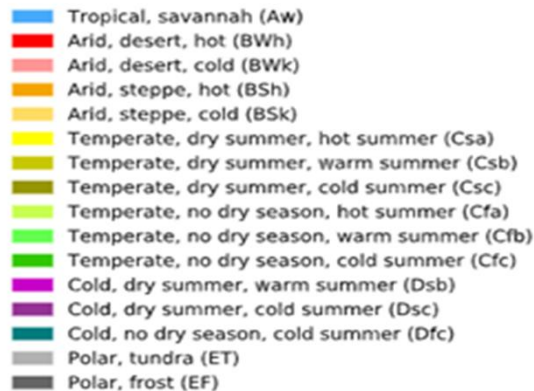 Tropical, savannah (Aw)
Arid, desert, hot (BWh)
Arid, desert, cold (BWk)
Arid, steppe, hot (BSh)
Arid, steppe, cold (BSk)
Temperate, dry summer, hot summer (Csa)
Temperate, dry summer, warm summer (Csb)
Temperate, dry summer, cold summer (Csc)
Temperate, no dry season, hot summer (Cfa)
Temperate, no dry season, warm summer (Cfb)
Temperate, no dry season, cold summer (Cfc)
Cold, dry summer, warm summer (Dsb)
Cold, dry summer, cold summer (Dsc)
Cold, no dry season, cold summer (Dfc)
Polar, tundra (ET)
Polar, frost (EF)